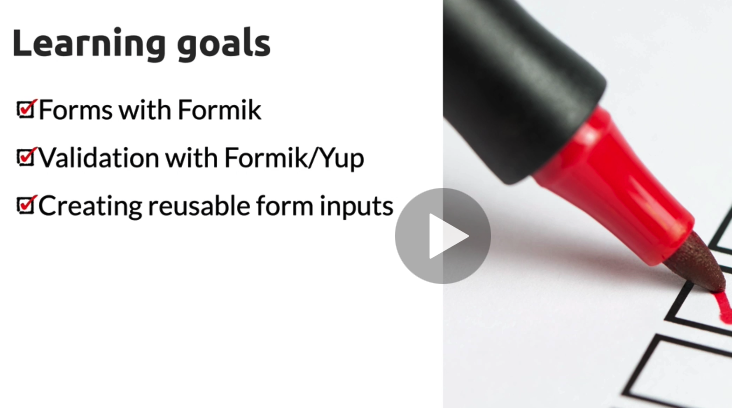 Learning goals
Forms with Formik
Validation with Formik/Yup
Creating reusable form inputs